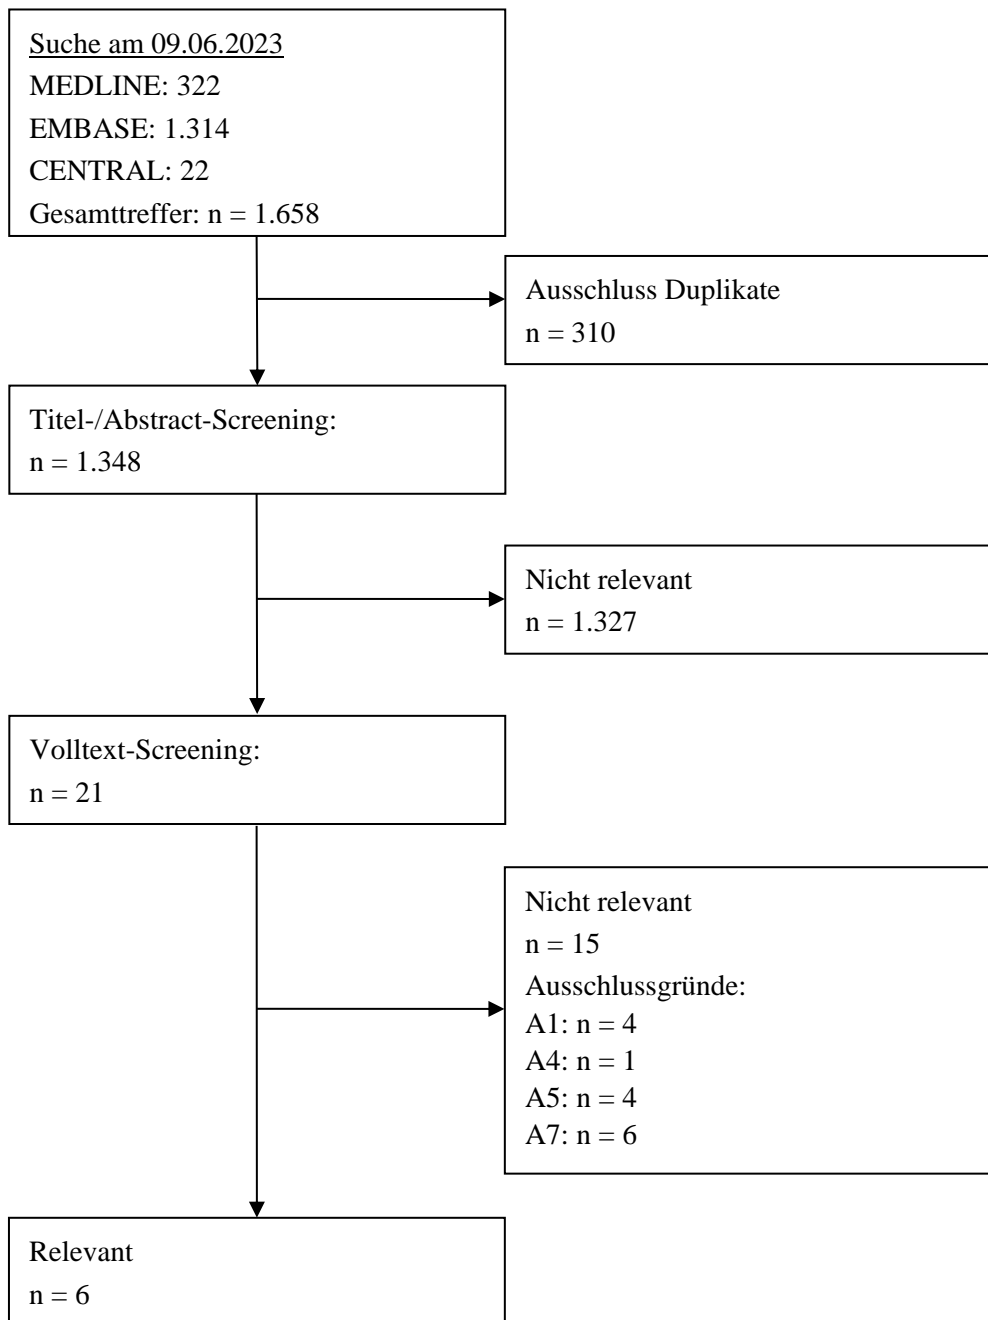 Suche am 09.06.2023
MEDLINE: 322
EMBASE: 1.314
CENTRAL: 22
Gesamttreffer: n = 1.658
Ausschluss Duplikate
n = 310
Titel-/Abstract-Screening:
n = 1.348
Nicht relevant
n = 1.327
Volltext-Screening:
n = 21
Nicht relevant
n = 15
Ausschlussgründe:
A1: n = 4
A4: n = 1
A5: n = 4
A7: n = 6
Relevant
n = 6